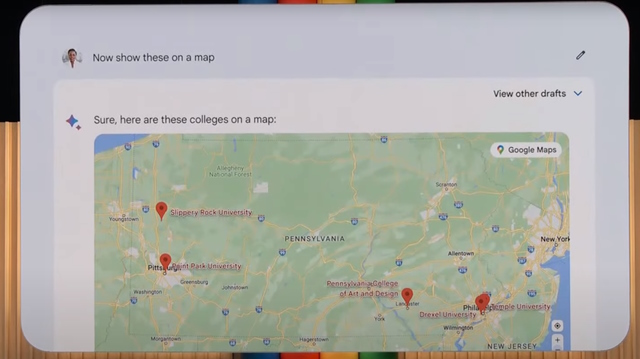 Now show these on a map
View other drafts
Sure, here are these colleges on a map:
Google Maps
Allegheny
National Forest
Scranton
Slippery Rock University
Youngstown
PENNSYLVANIA
New York
Allentown
Pittsburgh
Point Park University
Greensburg
Washington
Johnstown
Pennsylvania College
of Art and Design
Lancaster
York
Temple University
Drexel University
Wilmington
Morgantown
Hagerstown
NEW JERSEY